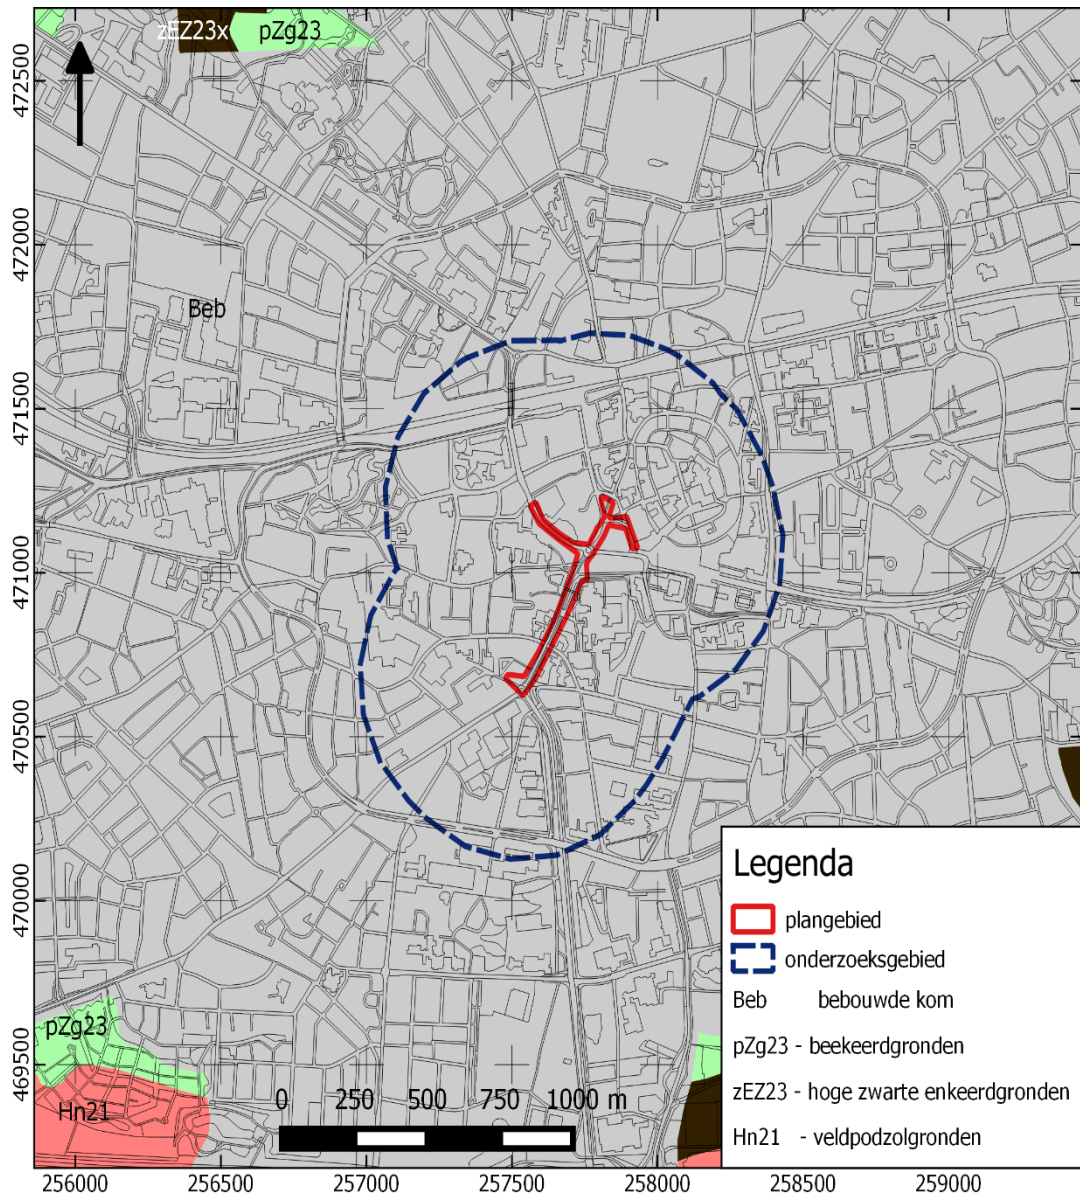 zEZ23x pZg23
472500
472000
Beb
471500
471000
470500
470000
pZg23
469500
Hn21
0 250 500 750 1000 m
Legenda
plangebied
onderzoeksgebied
Beb bebouwde kom
pZg23 - beekeerdgronden
zEZ23 - hoge zwarte enkeerdgronden
Hn21 - veldpodzolgronden
256000 256500 257000 257500 258000 258500 259000